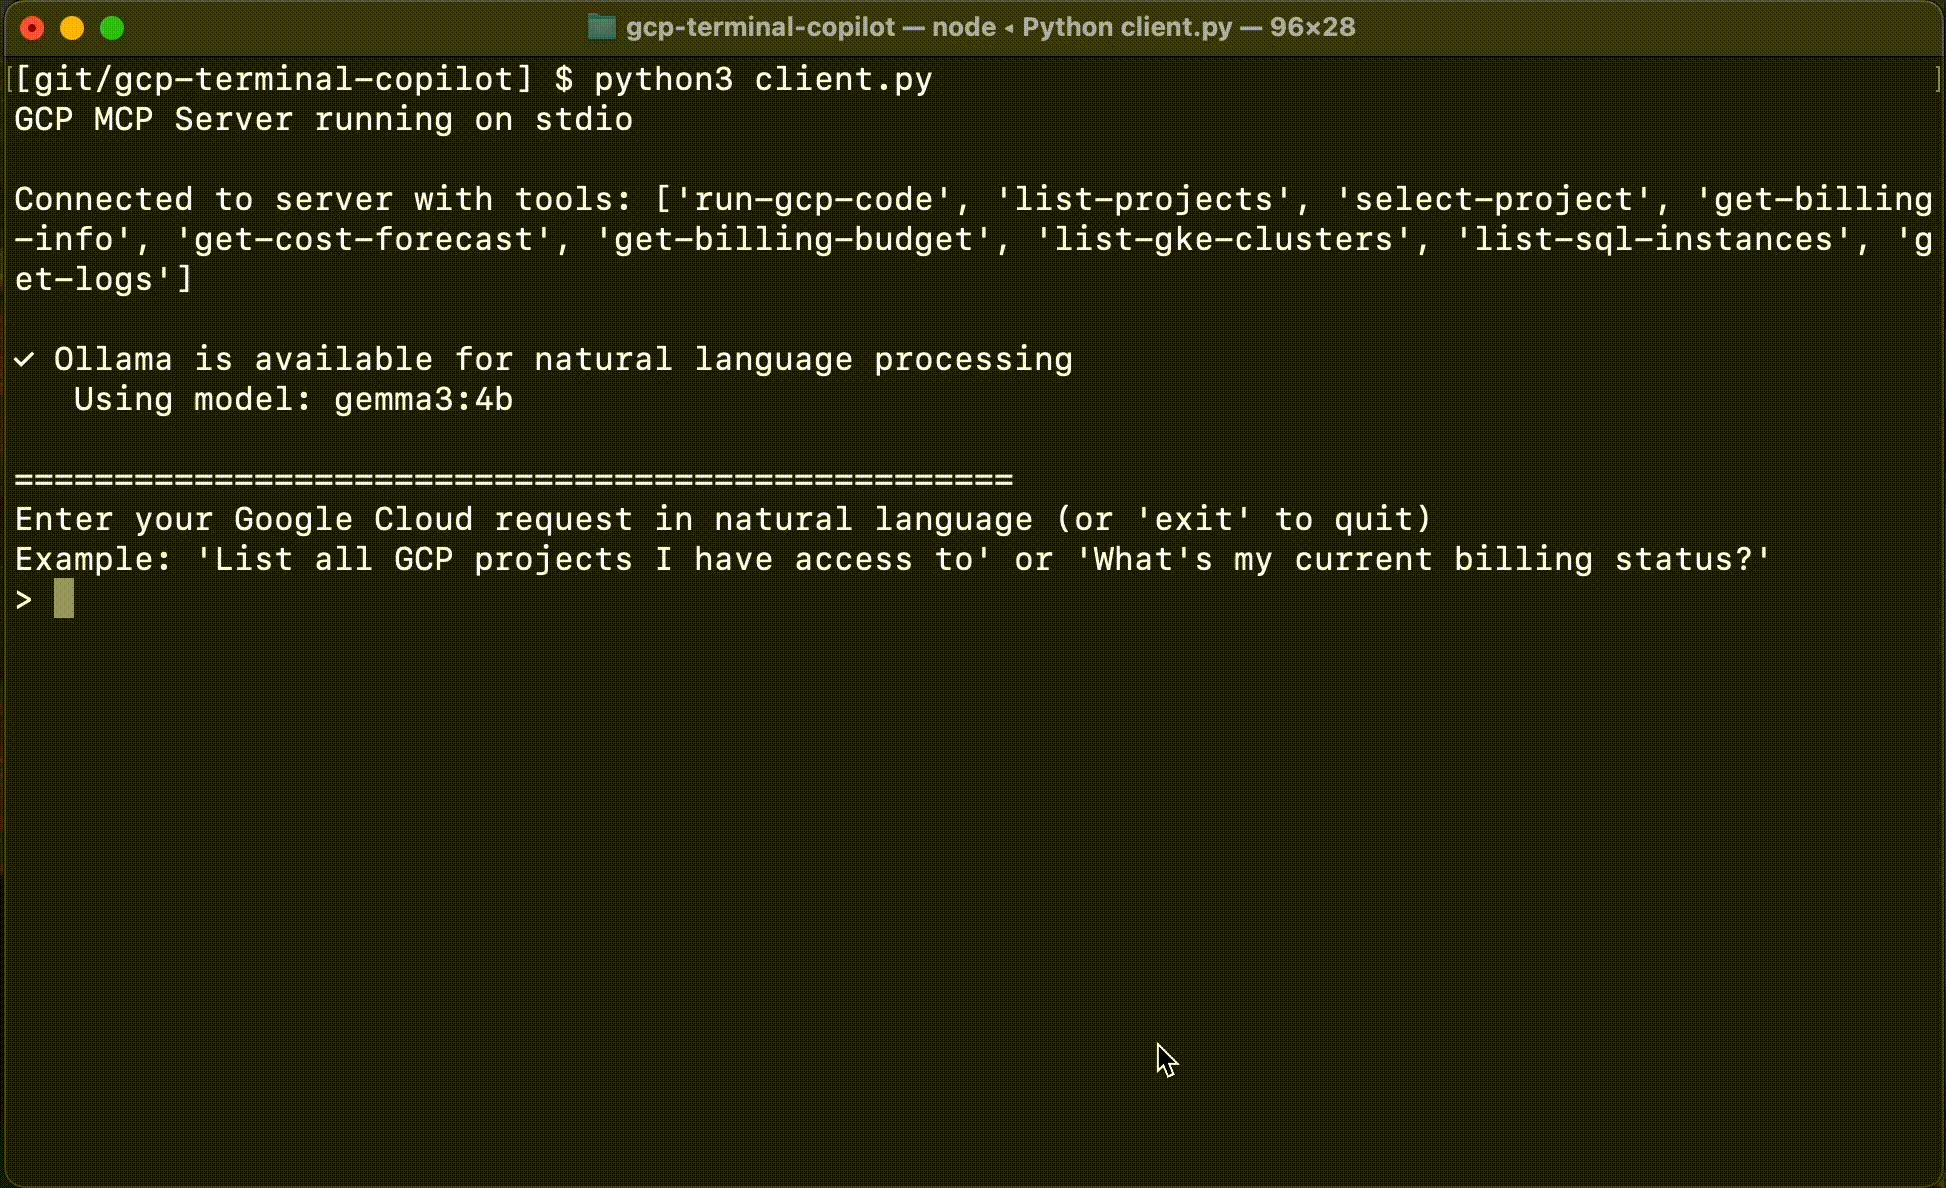 gcp-terminal-copilot — node ◂ Python client.py — 96×28
[[git/gcp-terminal-copilot] $ python3 client.py ]
GCP MCP Server running on stdio
Connected to server with tools: ['run-gcp-code', 'list-projects', 'select-project', 'get-billing
-info', 'get-cost-forecast', 'get-billing-budget', 'list-gke-clusters', 'list-sql-instances', 'g
et-logs']
✓ Ollama is available for natural language processing
Using model: gemma3:4b
==================================================
Enter your Google Cloud request in natural language (or 'exit' to quit)
Example: 'List all GCP projects I have access to' or 'What's my current billing status?'
>